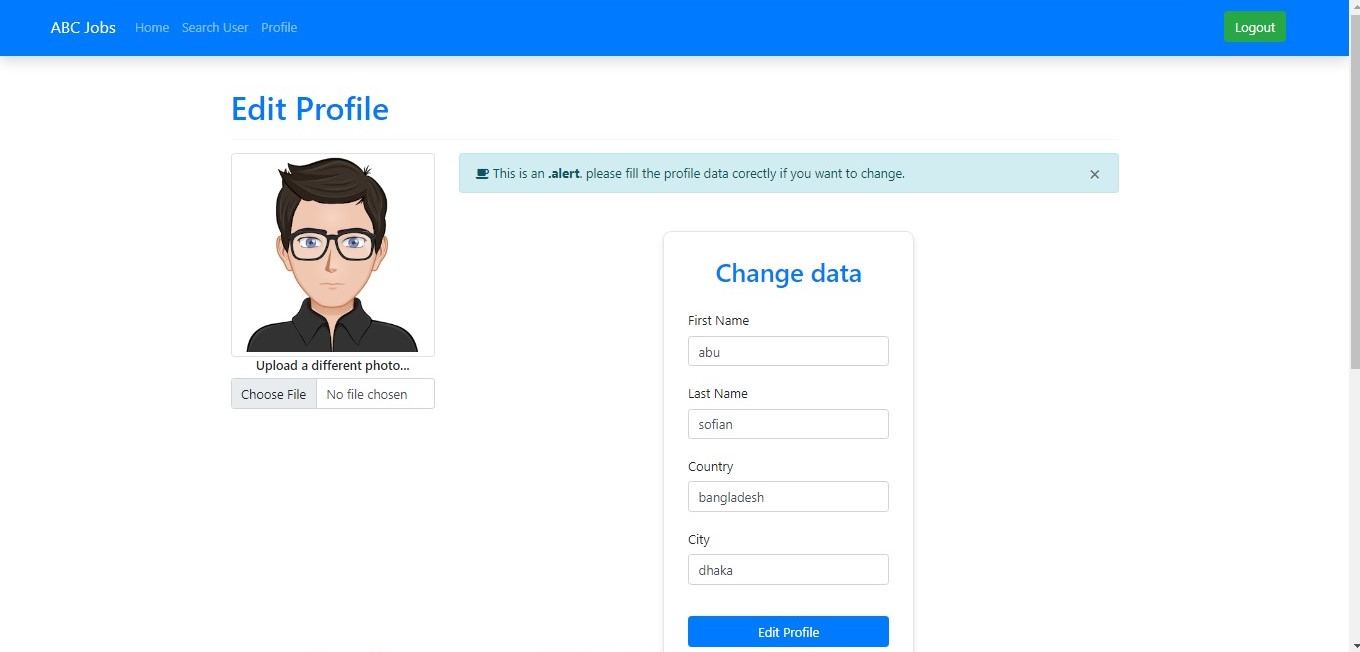 ABC Jobs Home Search User Profile Logout
Edit Profile
This is an .alert. please fill the profile data corectly if you want to change. ×
Upload a different photo...
Choose File No file chosen
Change data
First Name
abu
Last Name
sofian
Country
bangladesh
City
dhaka
Edit Profile